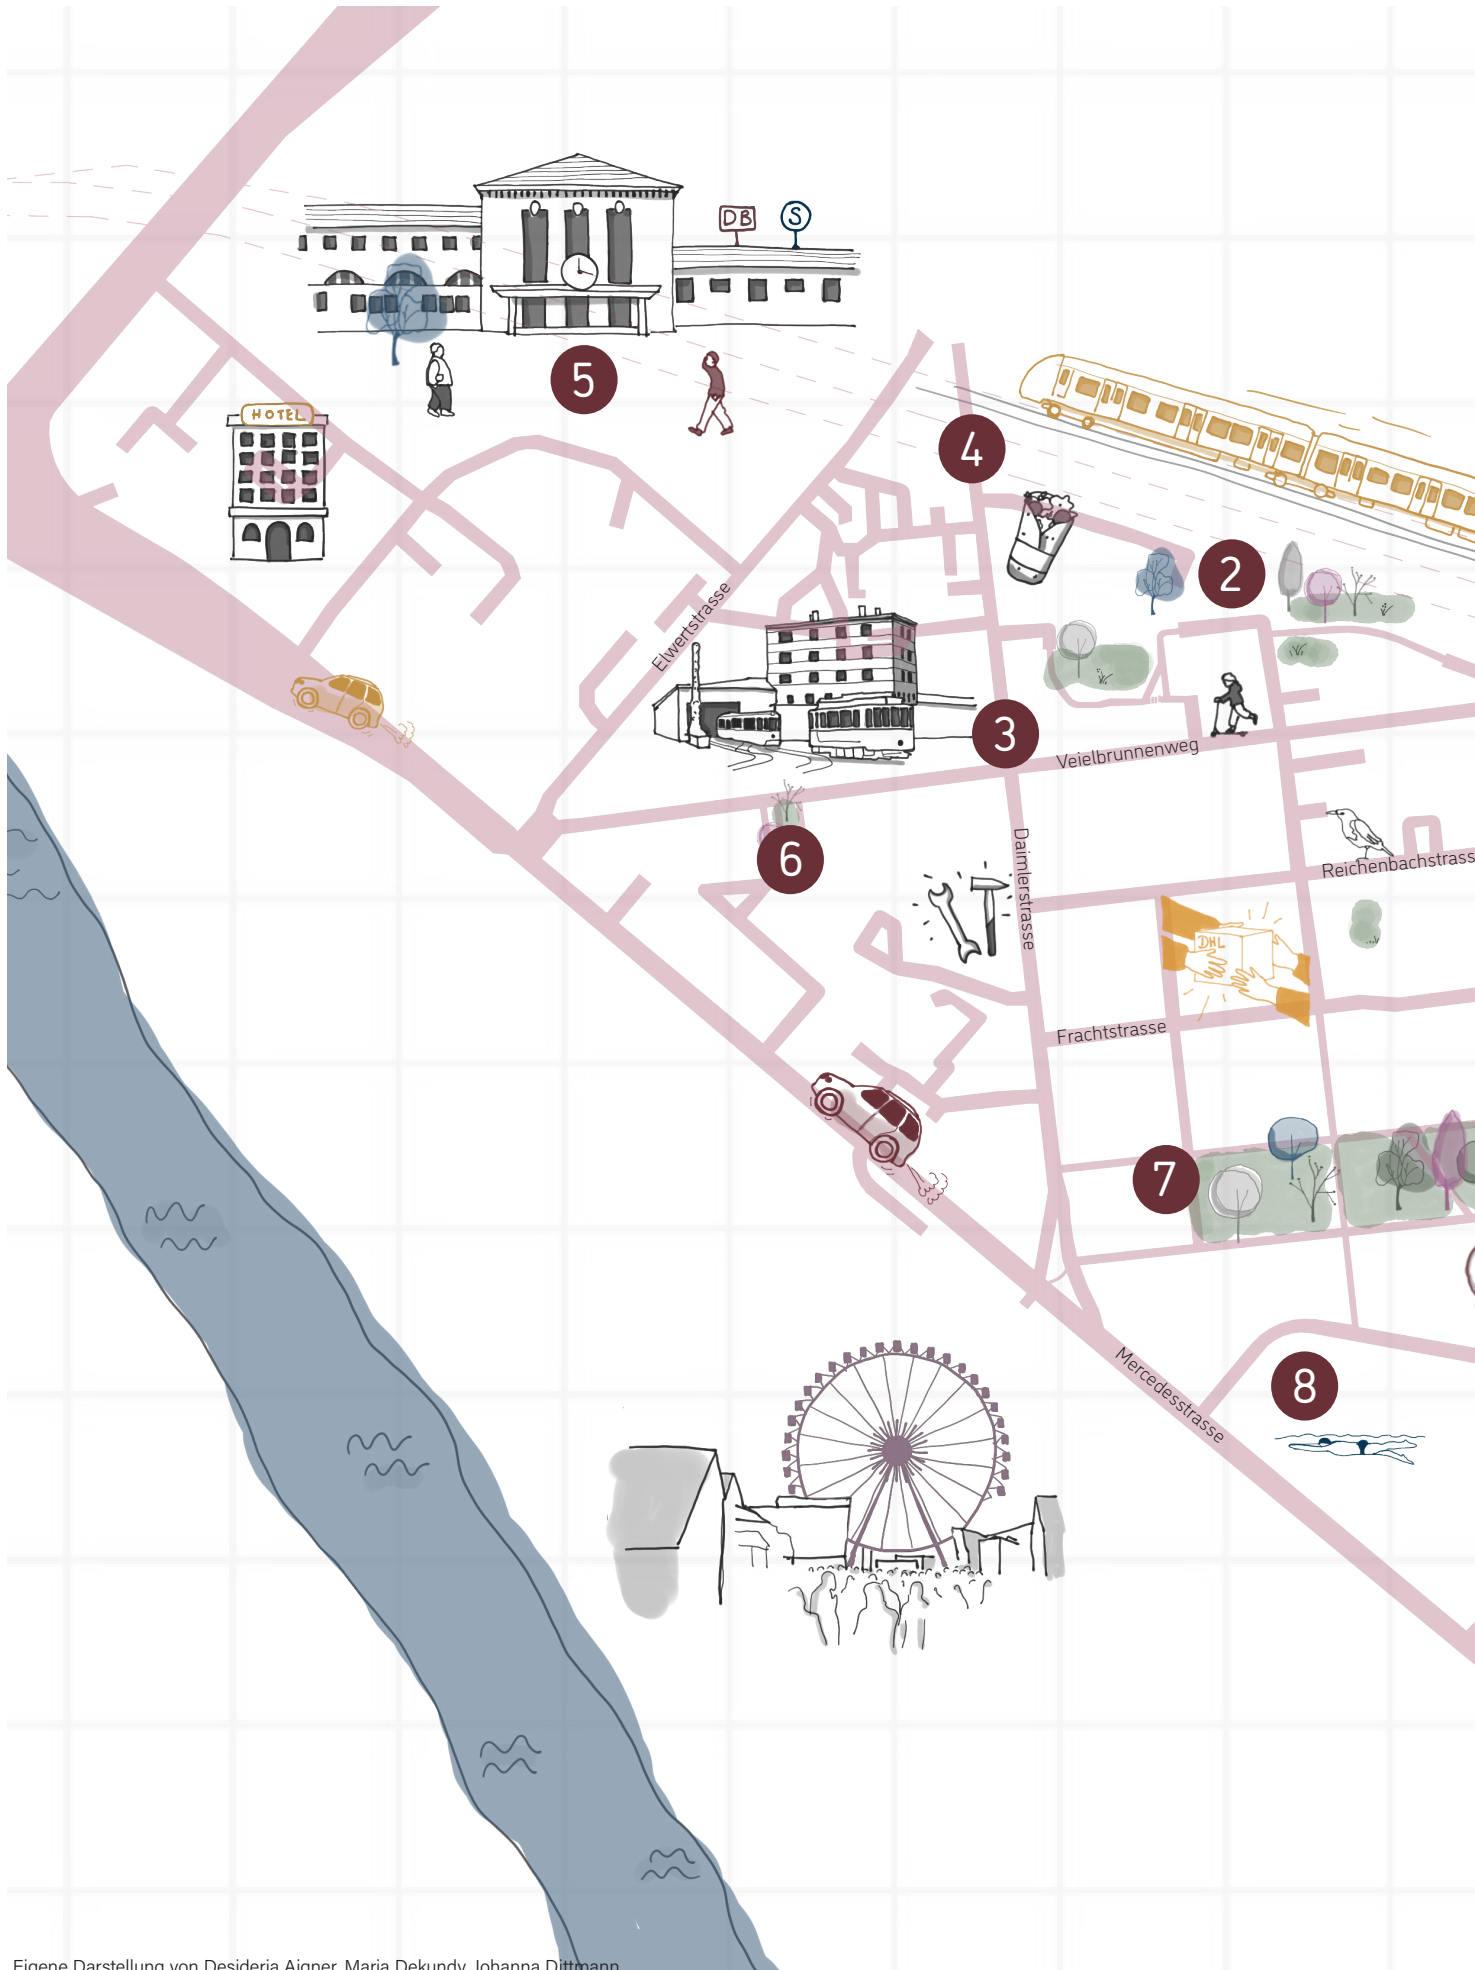 DB
S
HOTEL
5
4
2
Elwertstrasse
3
Veielbrunnenweg
6
Daimlerstrasse
Reichenbachstrass
DHL
Frachtstrasse
7
Mercedesstrasse
8
Eigene Darstellung von Desideria Aigner, Maria Dekundy, Johanna Dittmann